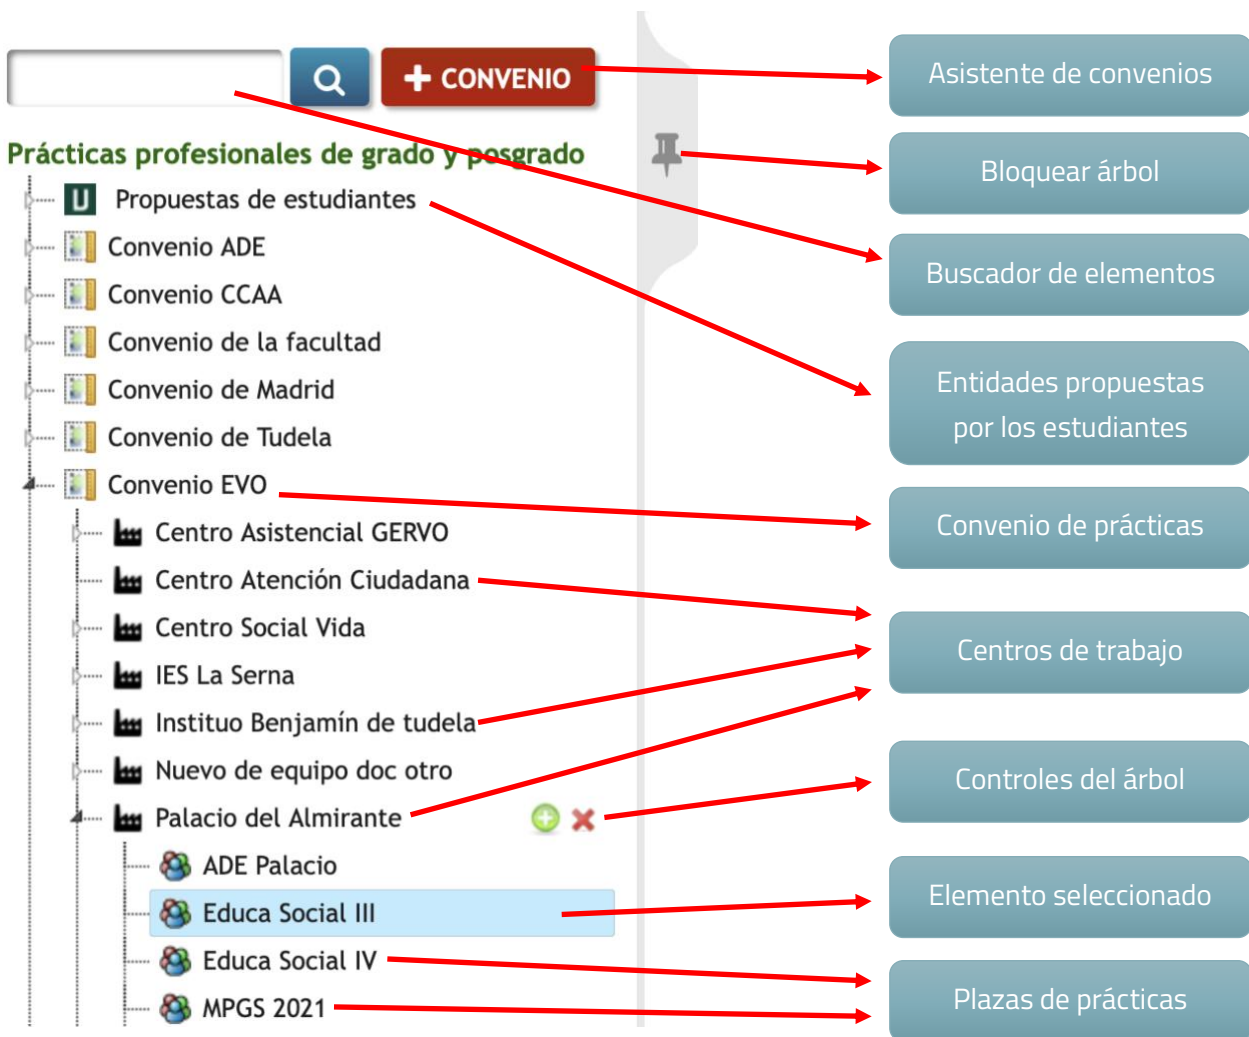 + CONVENIO
Asistente de convenios
Prácticas profesionales de grado y posgrado
Bloquear árbol
U Propuestas de estudiantes
Convenio ADE
Buscador de elementos
Convenio CCAA
Convenio de la facultad
Convenio de Madrid
Entidades propuestas
por los estudiantes
Convenio de Tudela
Convenio EVO
Convenio de prácticas
Centro Asistencial GERVO
Centro Atención Ciudadana
Centro Social Vida
Centros de trabajo
IES La Serna
Instituo Benjamín de tudela
Nuevo de equipo doc otro
Controles del árbol
Palacio del Almirante
ADE Palacio
Elemento seleccionado
Educa Social III
Educa Social IV
Plazas de prácticas
MPGS 2021